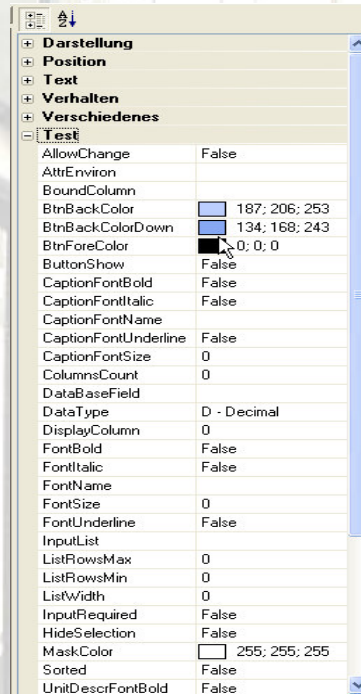 Darstellung
Position
Text
Verhalten
Verschiedenes
Test
AllowChange False
AttrEnviron
BoundColumn
BtnBackColor 187; 206; 253
BtnBackColorDown 134; 168; 243
BtnForeColor 0; 0; 0
ButtonShow False
CaptionFontBold False
CaptionFontItalic False
CaptionFontName
CaptionFontUnderline False
CaptionFontSize 0
ColumnsCount 0
DataBaseField
DataType D - Decimal
DisplayColumn 0
FontBold False
FontItalic False
FontName
FontSize 0
FontUnderline False
InputList
ListRowsMax 0
ListRowsMin 0
ListWidth 0
InputRequired False
HideSelection False
MaskColor 255; 255; 255
Sorted False
UnitDescrFontBold False